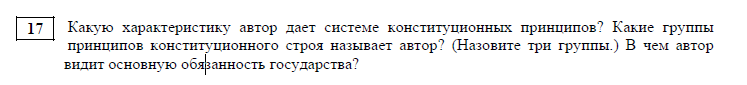 17 Какую характеристику автор дает системе конституционных принципов? Какие группы
принципов конституционного строя называет автор? (Назовите три группы.) В чем автор
видит основную обязанность государства?